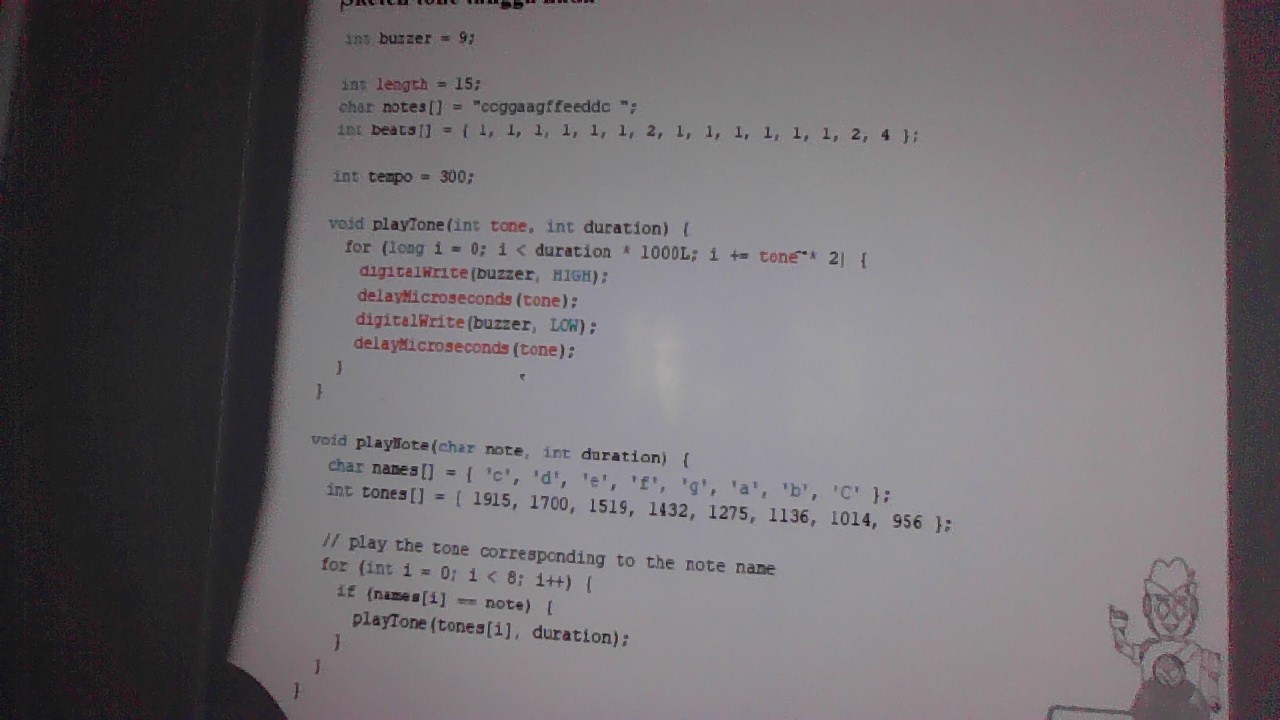 Sketch tone tangga nada
int buzzer = 9;
int length = 15;
char notes[] = "ccggaagffeeddc ";
int beats[] = { 1, 1, 1, 1, 1, 1, 2, 1, 1, 1, 1, 1, 1, 2, 4 };
int tempo = 300;
void playTone(int tone, int duration) {
for (long i = 0; i < duration * 1000L; i += tone * 2) {
digitalWrite(buzzer, HIGH);
delayMicroseconds(tone);
digitalWrite(buzzer, LOW);
delayMicroseconds(tone);
}
}
void playNote(char note, int duration) {
char names[] = { 'c', 'd', 'e', 'f', 'g', 'a', 'b', 'C' };
int tones[] = { 1915, 1700, 1519, 1432, 1275, 1136, 1014, 956 };
// play the tone corresponding to the note name
for (int i = 0; i < 8; i++) {
if (names[i] == note) {
playTone(tones[i], duration);
}
}
}